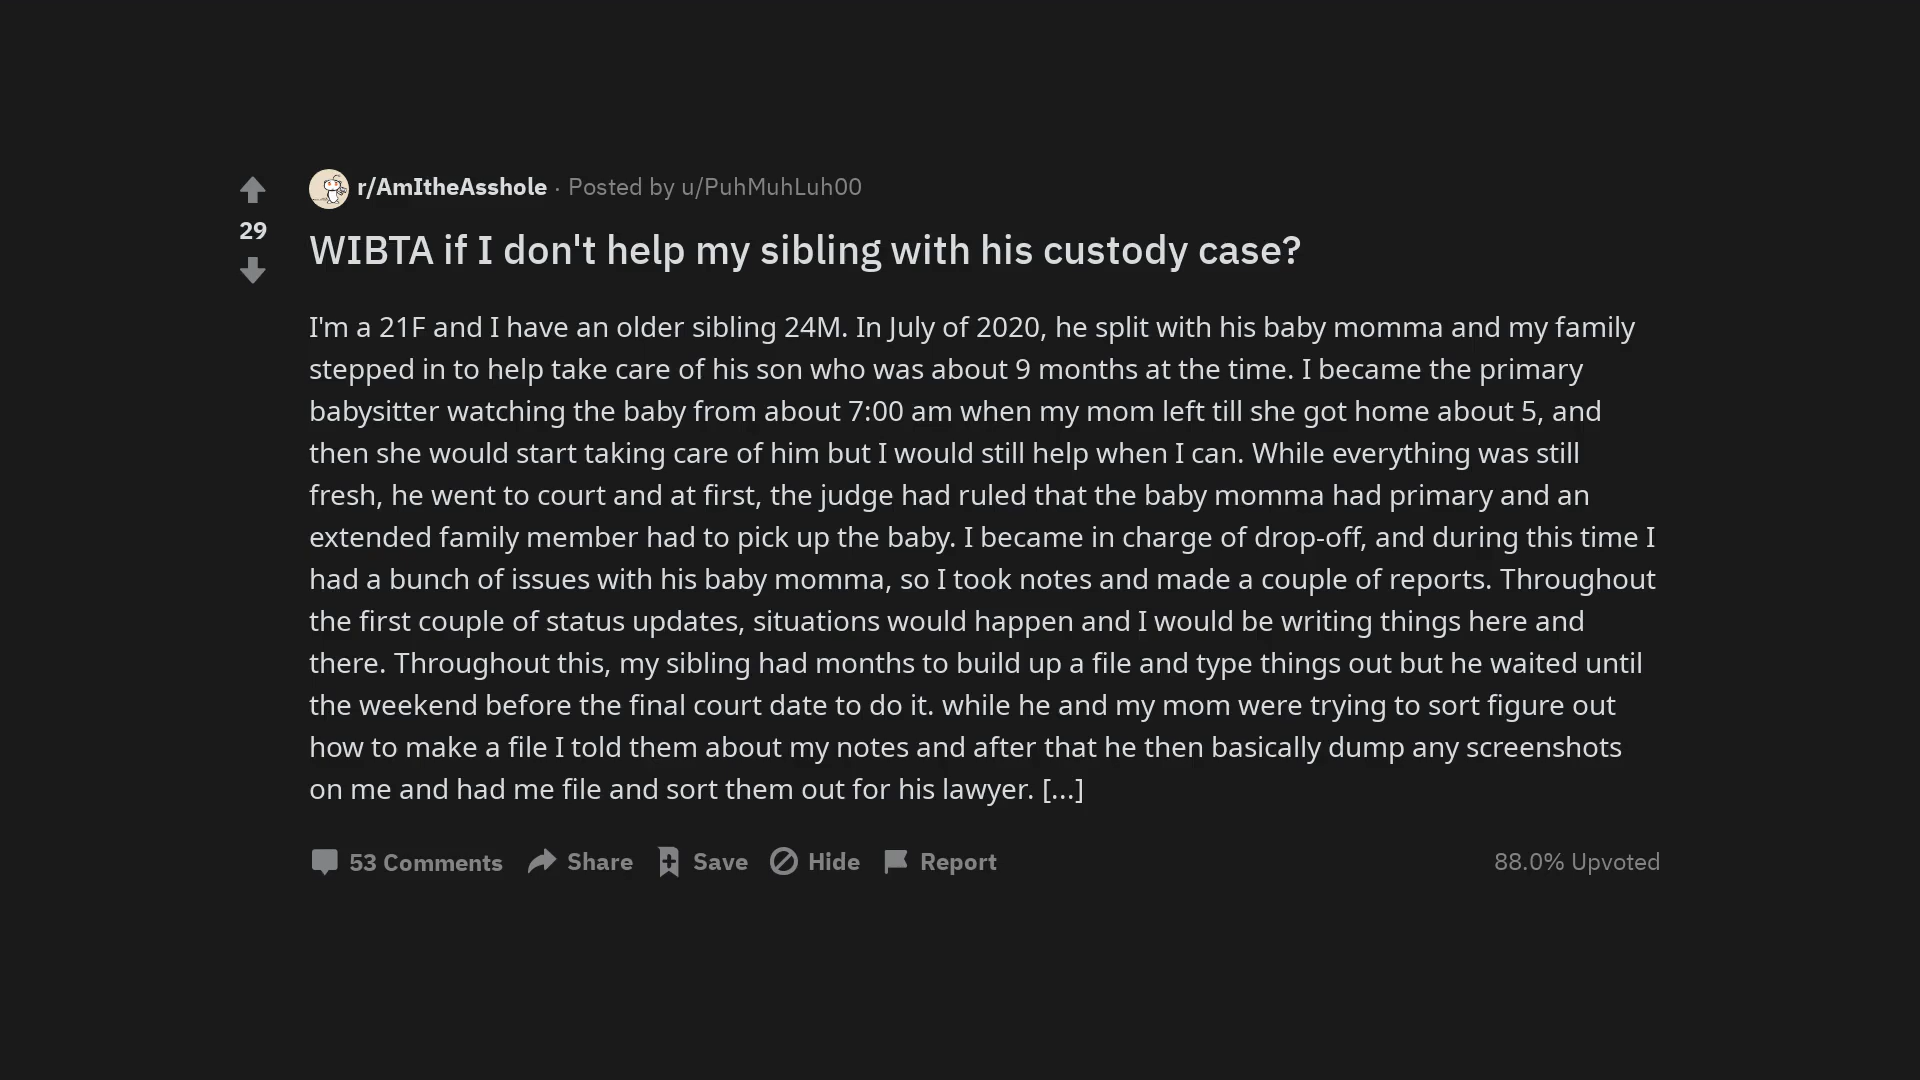 r/AmItheAsshole · Posted by u/PuhMuhLuh00
29
WIBTA if I don't help my sibling with his custody case?
I'm a 21F and I have an older sibling 24M. In July of 2020, he split with his baby momma and my family
stepped in to help take care of his son who was about 9 months at the time. I became the primary
babysitter watching the baby from about 7:00 am when my mom left till she got home about 5, and
then she would start taking care of him but I would still help when I can. While everything was still
fresh, he went to court and at first, the judge had ruled that the baby momma had primary and an
extended family member had to pick up the baby. I became in charge of drop-off, and during this time I
had a bunch of issues with his baby momma, so I took notes and made a couple of reports. Throughout
the first couple of status updates, situations would happen and I would be writing things here and
there. Throughout this, my sibling had months to build up a file and type things out but he waited until
the weekend before the final court date to do it. while he and my mom were trying to sort figure out
how to make a file I told them about my notes and after that he then basically dump any screenshots
on me and had me file and sort them out for his lawyer. [...]
53 Comments Share Save Hide Report 88.0% Upvoted